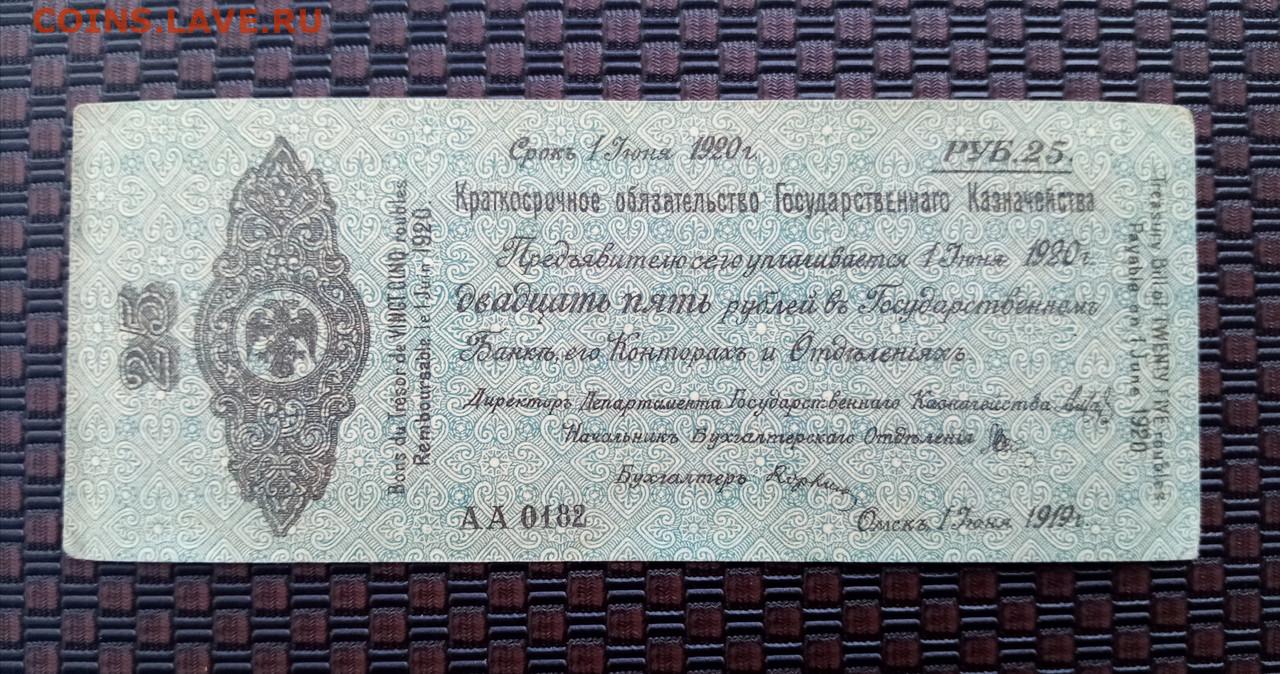 COINS.LAVE.RU
Срокъ 1 Июня 1920 г.
РУБ. 25.
Краткосрочное обязательство Государственнаго Казначейства
Предъявителю сего уплачивается 1 Июня 1920 г.
двадцать пять рублей въ Государственномъ
Банкѣ, его Конторахъ и Отдѣленіяхъ.
Директоръ Департамента Государственнаго Казначейства
Начальникъ Бухгалтерскаго Отдѣленія
Бухгалтеръ
АА 0182
Омскъ, 1 Июня 1919 г.
25
Bons du Trésor de VINGT CINQ roubles.
Remboursable le 1 Juin 1920.
Treasury Bill of TWENTY FIVE roubles
Payable on 1 June 1920